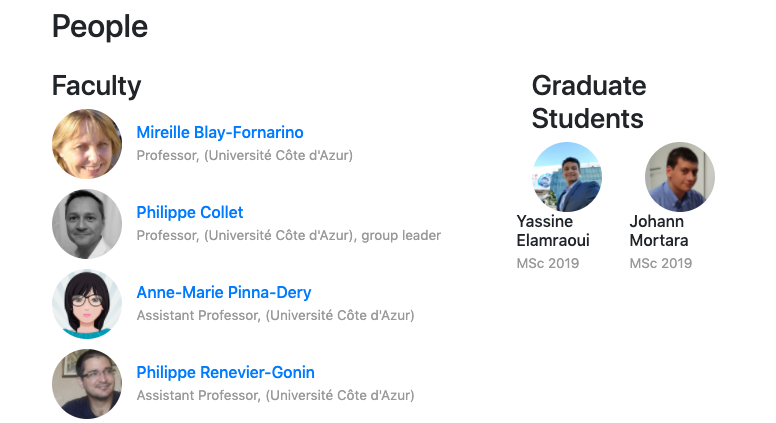 People
Faculty
Mireille Blay-Fornarino
Professor, (Université Côte d'Azur)
Philippe Collet
Professor, (Université Côte d'Azur), group leader
Anne-Marie Pinna-Dery
Assistant Professor, (Université Côte d'Azur)
Philippe Renevier-Gonin
Assistant Professor, (Université Côte d'Azur)
Graduate
Students
Yassine
Elamraoui
MSc 2019
Johann
Mortara
MSc 2019